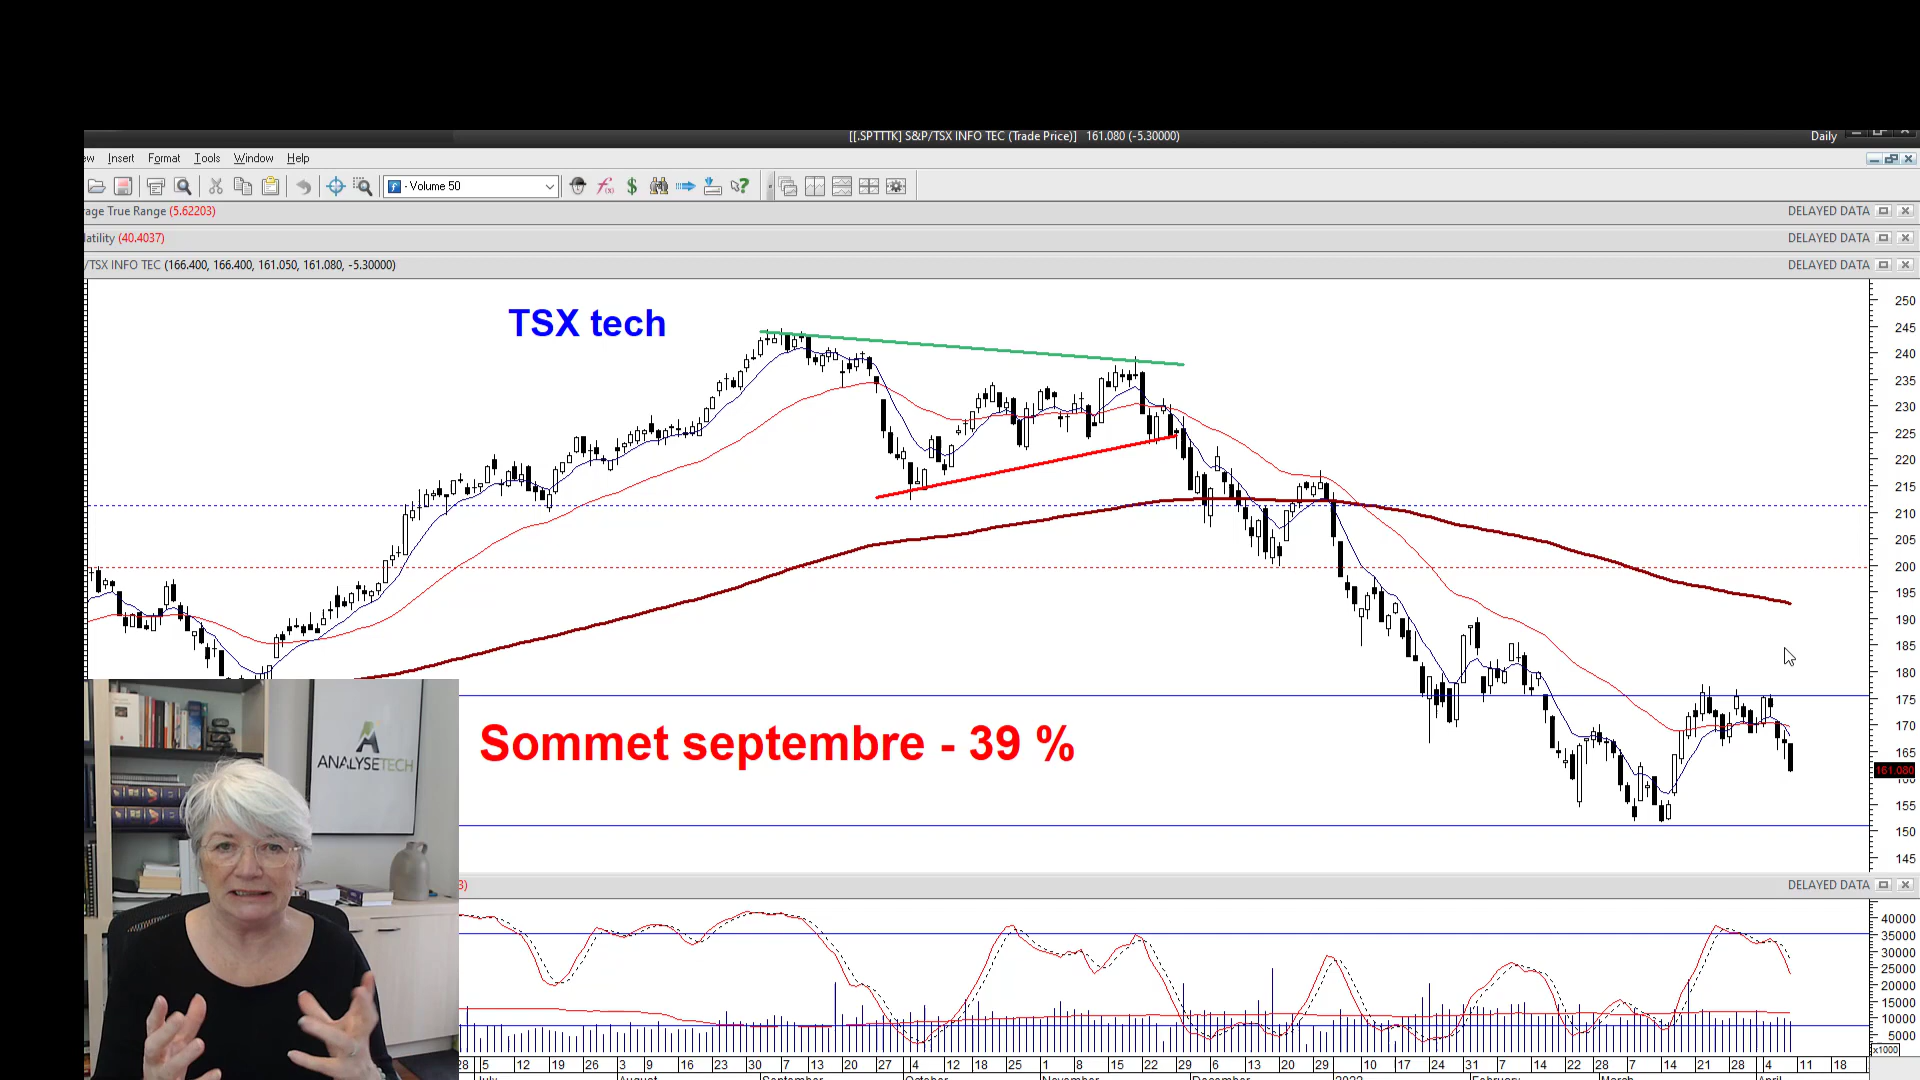 [[.SPTTTK] S&P/TSX INFO TEC (Trade Price)] 161.080 (-5.30000)
Daily
ew Insert Format Tools Window Help
- Volume 50
rage True Range (5.62203)
DELAYED DATA
latility (40.4037)
DELAYED DATA
/TSX INFO TEC (166.400, 166.400, 161.050, 161.080, -5.30000)
DELAYED DATA
TSX tech
250
245
240
235
230
225
220
215
210
205
200
195
190
185
180
175
170
165
161.080
160
155
150
145
Sommet septembre - 39 %
ANALYSETECH
3)
DELAYED DATA
40000
35000
30000
25000
20000
15000
10000
5000
x1000
28 5 12 19 26 3 9 16 23 30 7 13 20 27 4 12 18 25 1 8 15 22 29 6 13 20 29 10 17 24 31 7 14 22 28 7 14 21 28 4 11 18
July August September October November December 2022 February March April